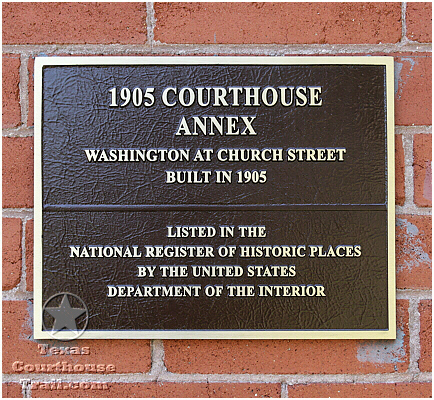 1905 COURTHOUSE
ANNEX
WASHINGTON AT CHURCH STREET
BUILT IN 1905
LISTED IN THE
NATIONAL REGISTER OF HISTORIC PLACES
BY THE UNITED STATES
DEPARTMENT OF THE INTERIOR
Texas
Courthouse
Trail.com